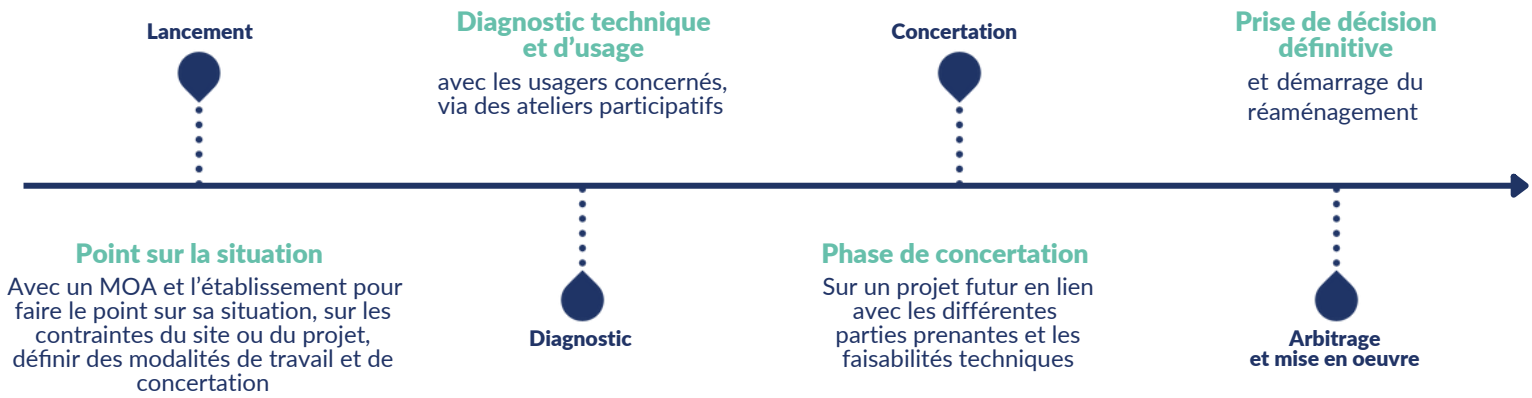 Lancement
Point sur la situation
Avec un MOA et l’établissement pour
faire le point sur sa situation, sur les
contraintes du site ou du projet,
définir des modalités de travail et de
concertation
Diagnostic technique
et d’usage
avec les usagers concernés,
via des ateliers participatifs
Diagnostic
Concertation
Phase de concertation
Sur un projet futur en lien
avec les différentes
parties prenantes et les
faisabilités techniques
Prise de décision
définitive
et démarrage du
réaménagement
Arbitrage
et mise en oeuvre